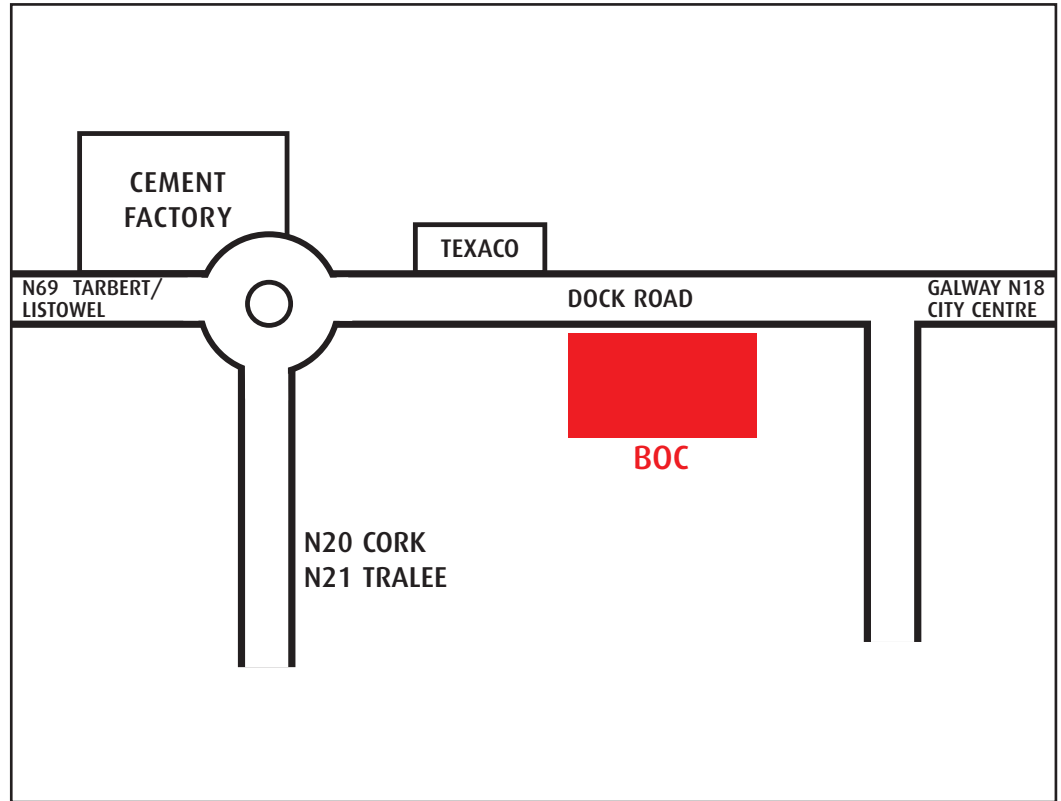 CEMENT
FACTORY
TEXACO
N69 TARBERT/
LISTOWEL
DOCK ROAD
GALWAY N18
CITY CENTRE
BOC
N20 CORK
N21 TRALEE